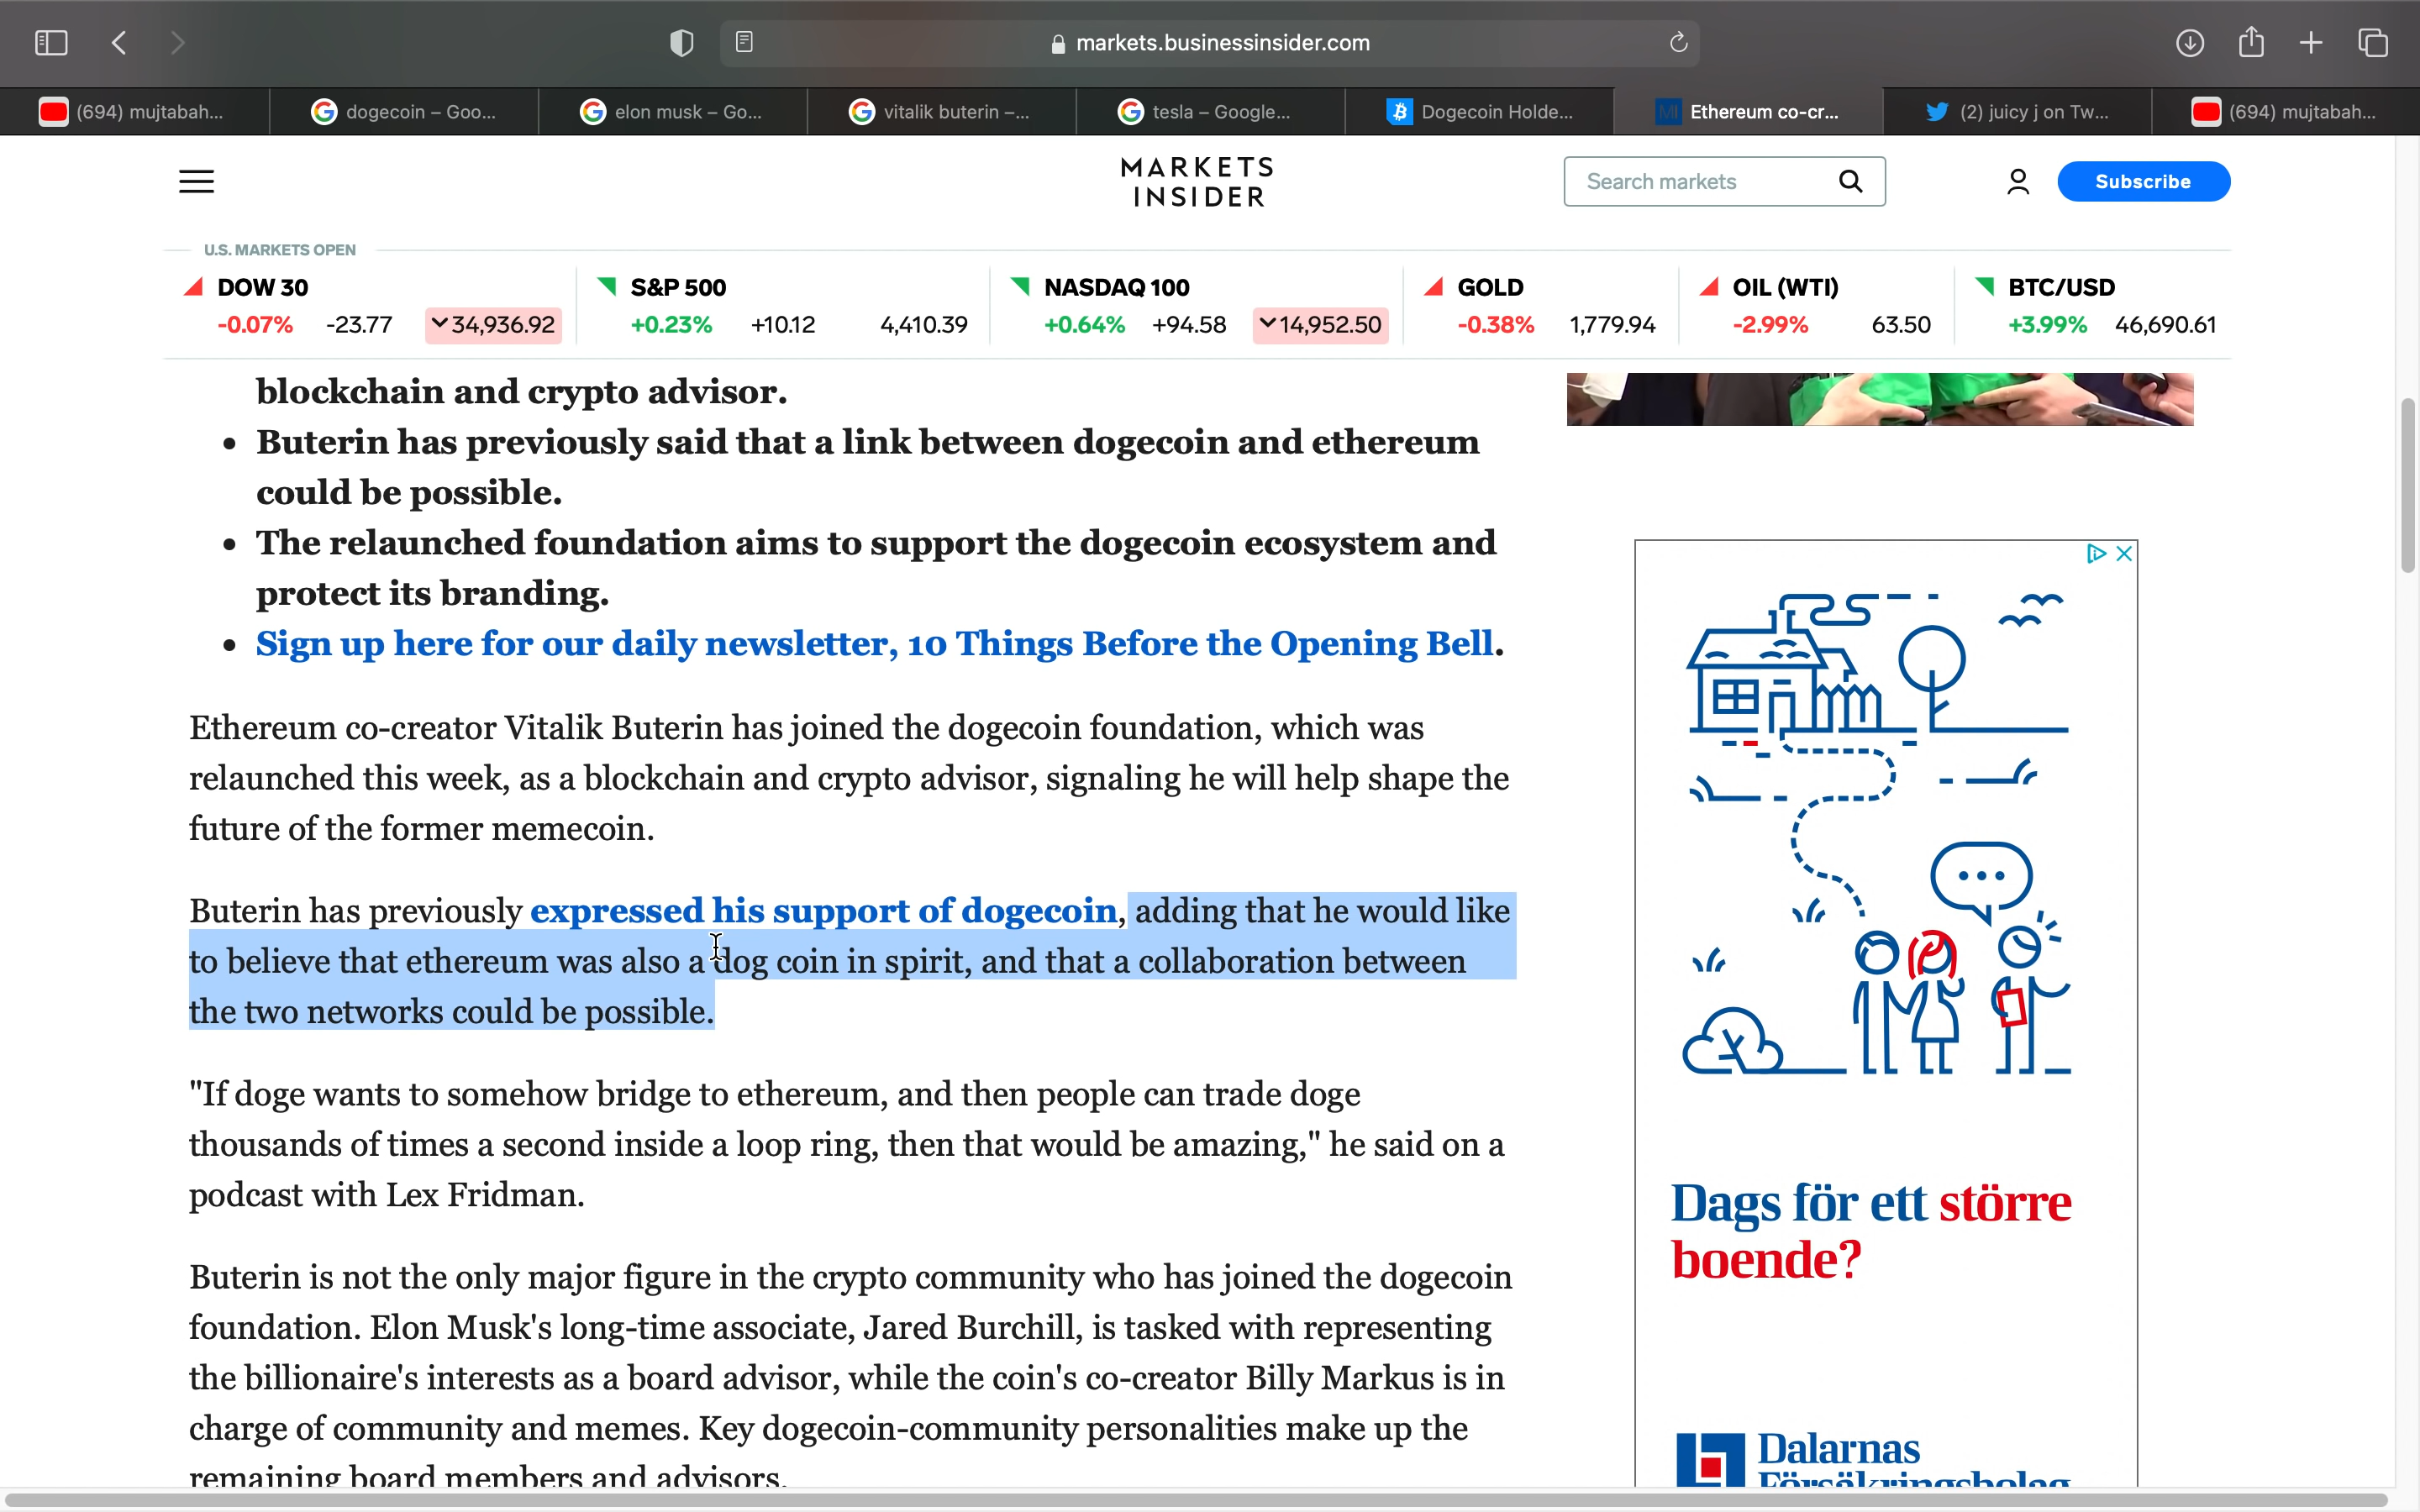 markets.businessinsider.com
(694) mujtabah...
dogecoin – Goo...
elon musk – Go...
vitalik buterin –...
tesla – Google...
Dogecoin Holde...
MI Ethereum co-cr...
(2) juicy j on Tw...
(694) mujtabah...
MARKETS
INSIDER
Search markets
Subscribe
U.S. MARKETS OPEN
DOW 30
-0.07% -23.77 34,936.92
S&P 500
+0.23% +10.12 4,410.39
NASDAQ 100
+0.64% +94.58 14,952.50
GOLD
-0.38% 1,779.94
OIL (WTI)
-2.99% 63.50
BTC/USD
+3.99% 46,690.61
blockchain and crypto advisor.
• Buterin has previously said that a link between dogecoin and ethereum
could be possible.
• The relaunched foundation aims to support the dogecoin ecosystem and
protect its branding.
• Sign up here for our daily newsletter, 10 Things Before the Opening Bell.
Ethereum co-creator Vitalik Buterin has joined the dogecoin foundation, which was
relaunched this week, as a blockchain and crypto advisor, signaling he will help shape the
future of the former memecoin.
Buterin has previously expressed his support of dogecoin, adding that he would like
to believe that ethereum was also a dog coin in spirit, and that a collaboration between
the two networks could be possible.
"If doge wants to somehow bridge to ethereum, and then people can trade doge
thousands of times a second inside a loop ring, then that would be amazing," he said on a
podcast with Lex Fridman.
Buterin is not the only major figure in the crypto community who has joined the dogecoin
foundation. Elon Musk's long-time associate, Jared Burchill, is tasked with representing
the billionaire's interests as a board advisor, while the coin's co-creator Billy Markus is in
charge of community and memes. Key dogecoin-community personalities make up the
remaining board members and advisors.
Dags för ett större
boende?
Dalarnas
Försäkringsbolag